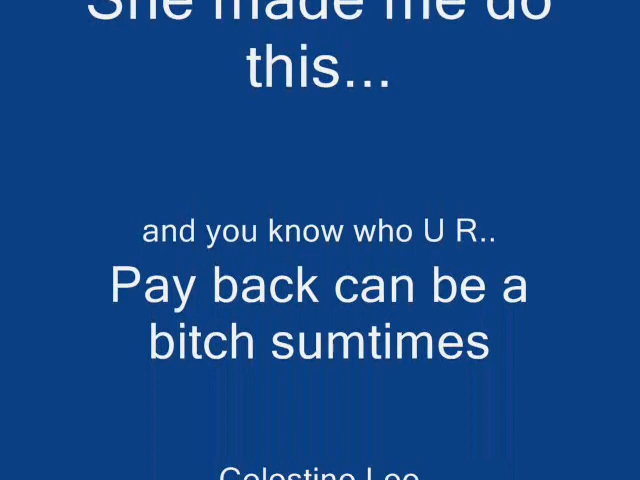 She made me do
this...
and you know who U R..
Pay back can be a
bitch sumtimes